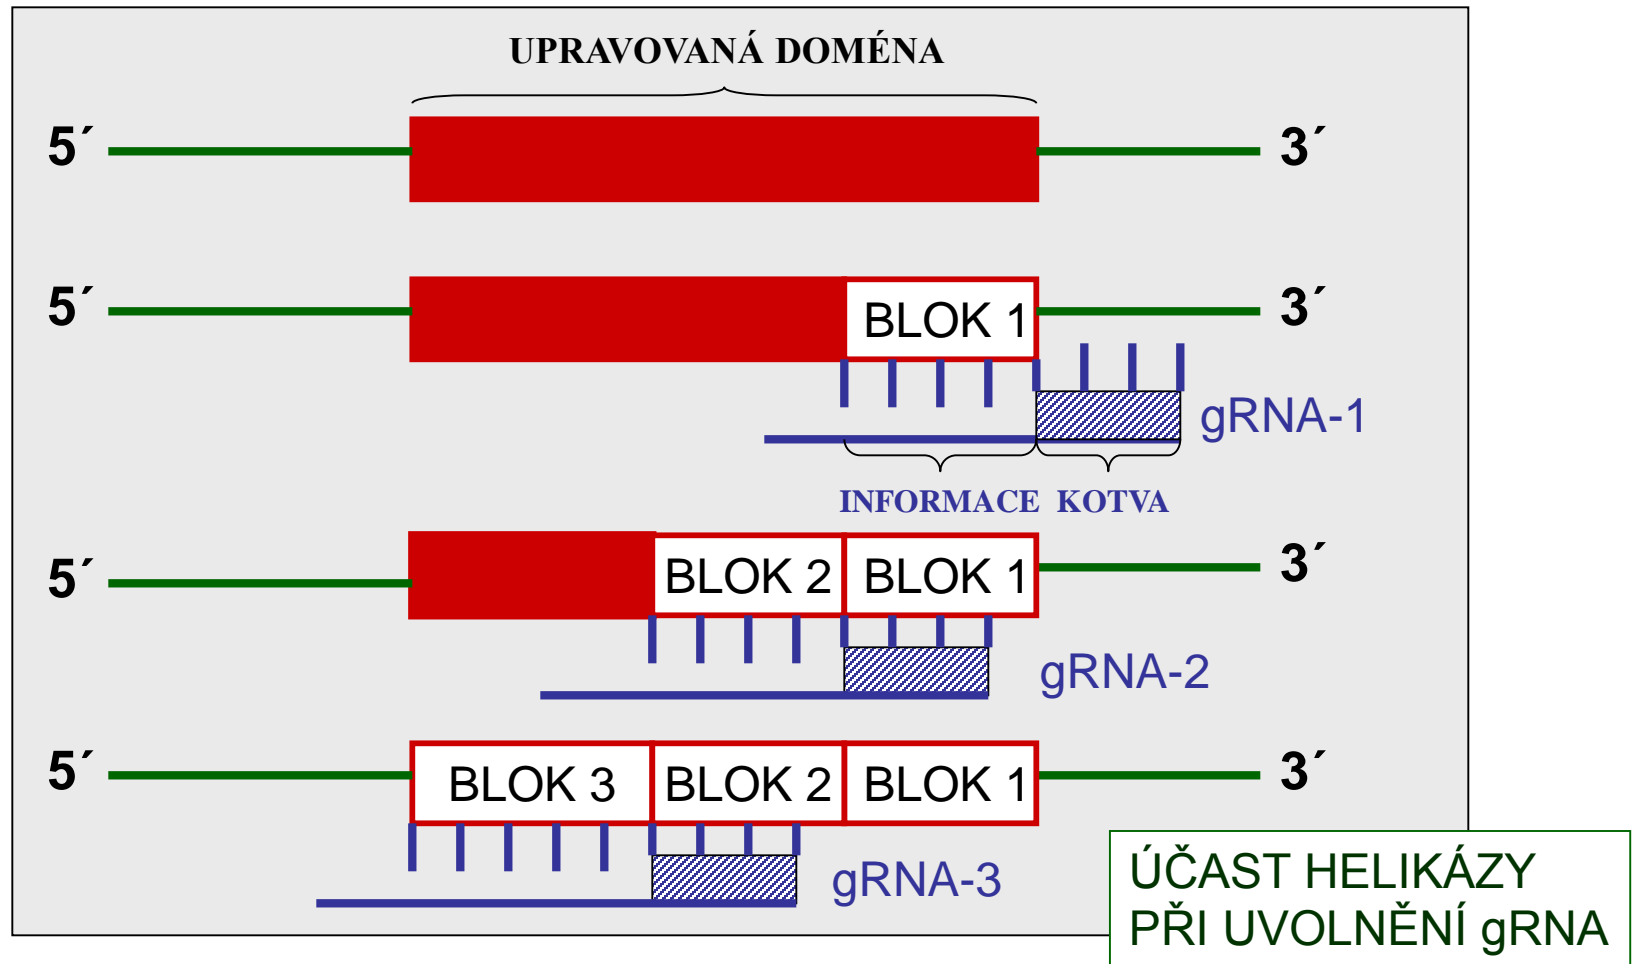 UPRAVOVANÁ DOMÉNA
5´ 3´
5´ BLOK 1 3´
gRNA-1
INFORMACE KOTVA
5´ BLOK 2 BLOK 1 3´
gRNA-2
5´ BLOK 3 BLOK 2 BLOK 1 3´
gRNA-3
ÚČAST HELIKÁZY
PŘI UVOLNĚNÍ gRNA